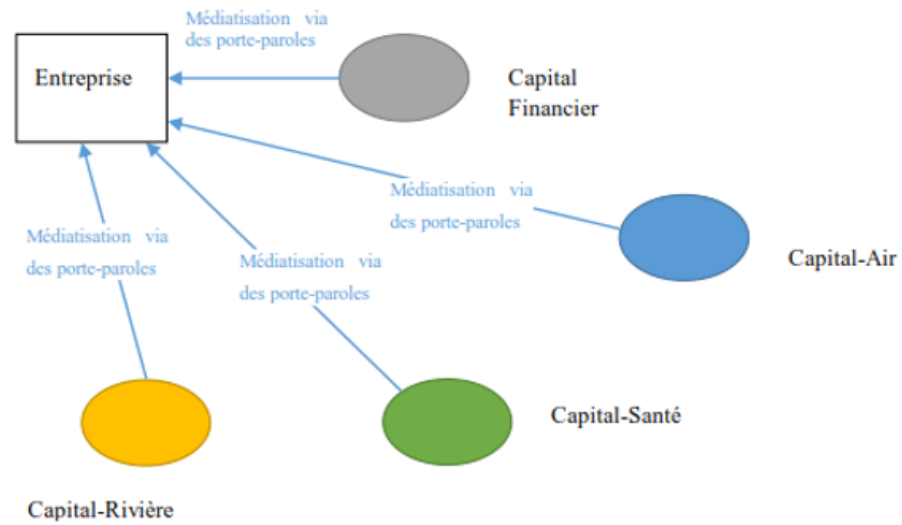 Médiatisation via
des porte-paroles
Entreprise
Capital
Financier
Médiatisation via
des porte-paroles
Médiatisation via
des porte-paroles
Médiatisation via
des porte-paroles
Capital-Air
Capital-Santé
Capital-Rivière